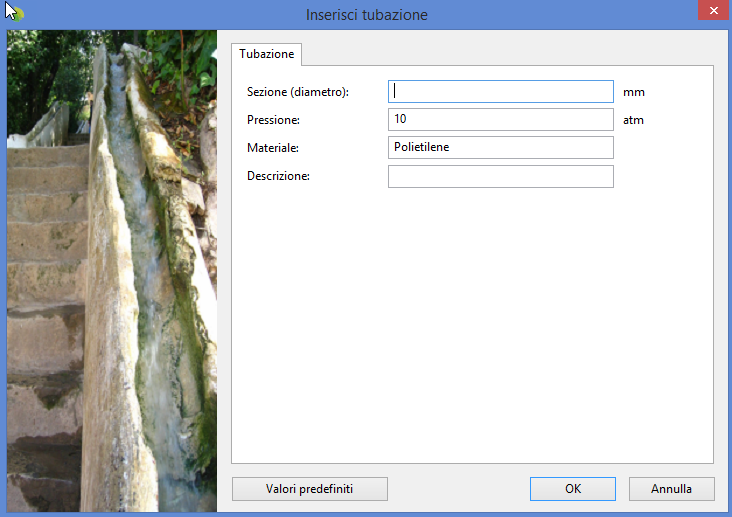 Inserisci tubazione
Tubazione
Sezione (diametro): mm
Pressione: 10 atm
Materiale: Polietilene
Descrizione:
Valori predefiniti OK Annulla